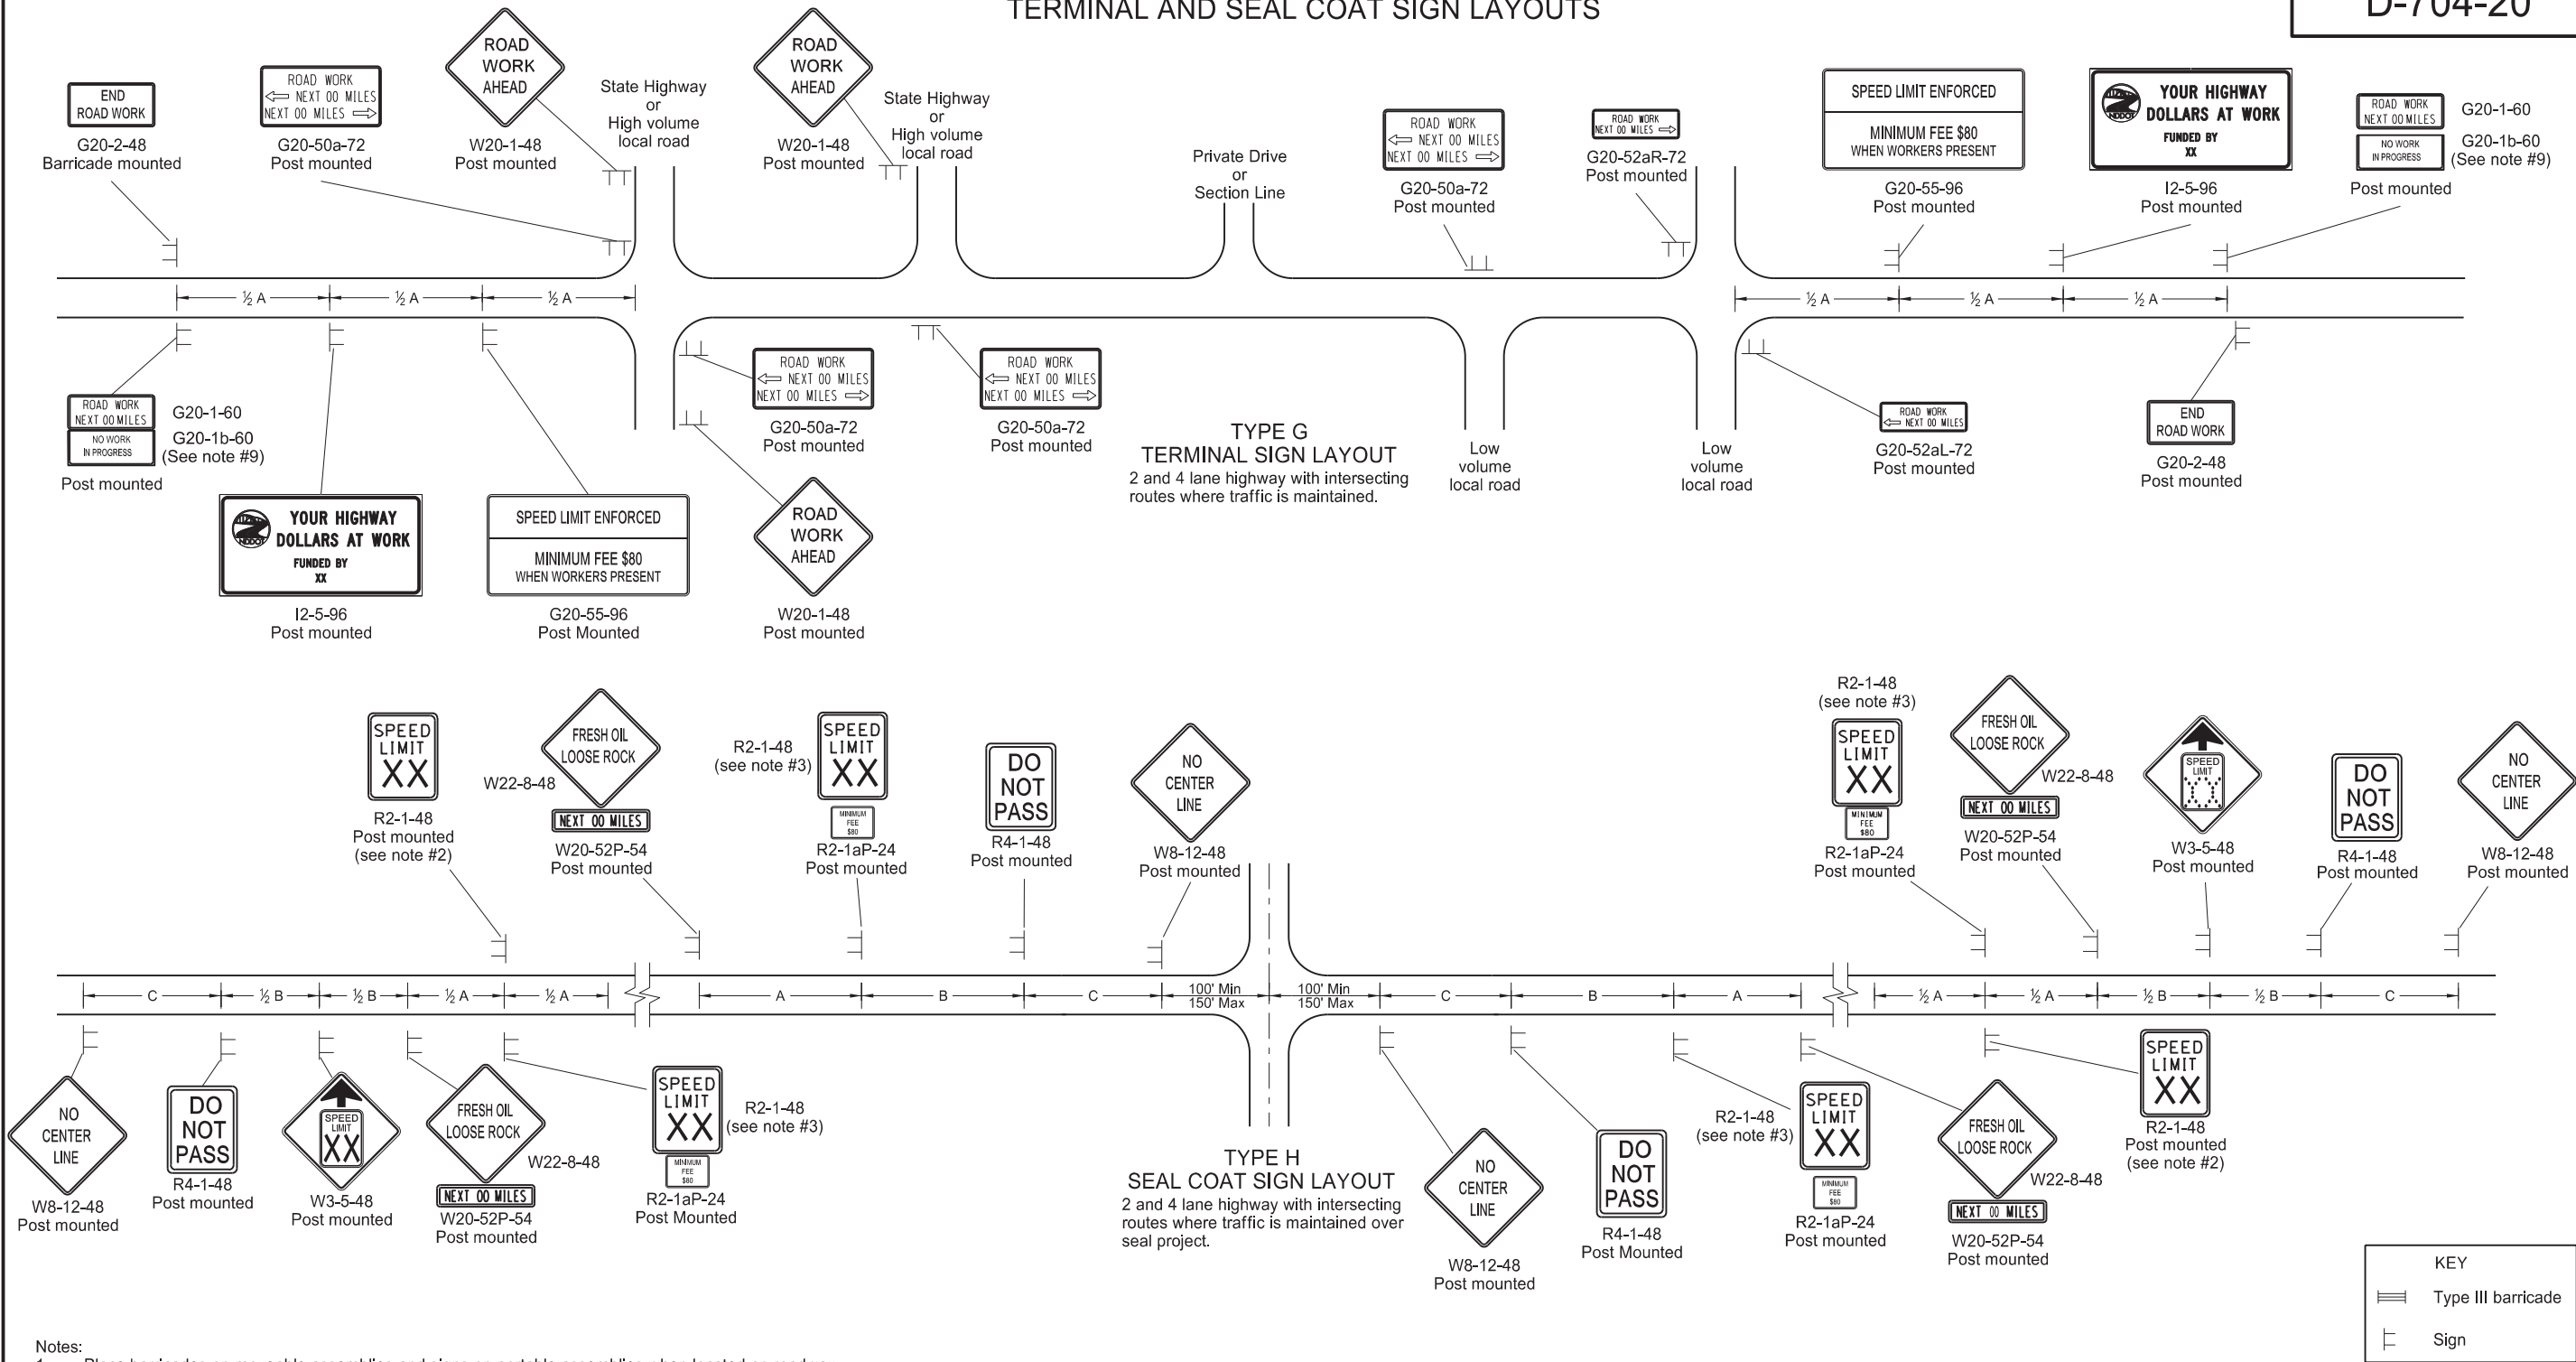 TERMINAL AND SEAL COAT SIGN LAYOUTS
D-704-20
END
ROAD WORK
G20-2-48
Barricade mounted
ROAD WORK
NEXT 00 MILES
NEXT 00 MILES
G20-50a-72
Post mounted
ROAD
WORK
AHEAD
W20-1-48
Post mounted
State Highway
or
High volume
local road
ROAD
WORK
AHEAD
W20-1-48
Post mounted
State Highway
or
High volume
local road
Private Drive
or
Section Line
ROAD WORK
NEXT 00 MILES
NEXT 00 MILES
G20-50a-72
Post mounted
ROAD WORK
NEXT 00 MILES
G20-52aR-72
Post mounted
SPEED LIMIT ENFORCED
MINIMUM FEE $80
WHEN WORKERS PRESENT
G20-55-96
Post mounted
NDDOT
YOUR HIGHWAY
DOLLARS AT WORK
FUNDED BY
XX
I2-5-96
Post mounted
ROAD WORK
NEXT 00 MILES
G20-1-60
NO WORK
IN PROGRESS
G20-1b-60
(See note #9)
Post mounted
½ A
½ A
½ A
½ A
½ A
½ A
ROAD WORK
NEXT 00 MILES
G20-1-60
NO WORK
IN PROGRESS
G20-1b-60
(See note #9)
Post mounted
NDDOT
YOUR HIGHWAY
DOLLARS AT WORK
FUNDED BY
XX
I2-5-96
Post mounted
SPEED LIMIT ENFORCED
MINIMUM FEE $80
WHEN WORKERS PRESENT
G20-55-96
Post Mounted
ROAD WORK
NEXT 00 MILES
NEXT 00 MILES
G20-50a-72
Post mounted
ROAD
WORK
AHEAD
W20-1-48
Post mounted
ROAD WORK
NEXT 00 MILES
NEXT 00 MILES
G20-50a-72
Post mounted
TYPE G
TERMINAL SIGN LAYOUT
2 and 4 lane highway with intersecting
routes where traffic is maintained.
Low
volume
local road
Low
volume
local road
ROAD WORK
NEXT 00 MILES
G20-52aL-72
Post mounted
END
ROAD WORK
G20-2-48
Post mounted
SPEED
LIMIT
XX
R2-1-48
Post mounted
(see note #2)
FRESH OIL
LOOSE ROCK
W22-8-48
NEXT 00 MILES
W20-52P-54
Post mounted
R2-1-48
(see note #3)
SPEED
LIMIT
XX
MINIMUM
FEE
$80
R2-1aP-24
Post mounted
DO
NOT
PASS
R4-1-48
Post mounted
NO
CENTER
LINE
W8-12-48
Post mounted
R2-1-48
(see note #3)
SPEED
LIMIT
XX
MINIMUM
FEE
$80
R2-1aP-24
Post mounted
FRESH OIL
LOOSE ROCK
W22-8-48
NEXT 00 MILES
W20-52P-54
Post mounted
SPEED
LIMIT
W3-5-48
Post mounted
DO
NOT
PASS
R4-1-48
Post mounted
NO
CENTER
LINE
W8-12-48
Post mounted
C
½ B
½ B
½ A
½ A
A
B
C
100' Min
150' Max
100' Min
150' Max
C
B
A
½ A
½ A
½ B
½ B
C
NO
CENTER
LINE
W8-12-48
Post mounted
DO
NOT
PASS
R4-1-48
Post mounted
SPEED
LIMIT
XX
W3-5-48
Post mounted
FRESH OIL
LOOSE ROCK
W22-8-48
NEXT 00 MILES
W20-52P-54
Post mounted
SPEED
LIMIT
XX
R2-1-48
(see note #3)
MINIMUM
FEE
$80
R2-1aP-24
Post Mounted
TYPE H
SEAL COAT SIGN LAYOUT
2 and 4 lane highway with intersecting
routes where traffic is maintained over
seal project.
NO
CENTER
LINE
W8-12-48
Post mounted
DO
NOT
PASS
R4-1-48
Post Mounted
R2-1-48
(see note #3)
SPEED
LIMIT
XX
MINIMUM
FEE
$80
R2-1aP-24
Post mounted
FRESH OIL
LOOSE ROCK
W22-8-48
NEXT 00 MILES
W20-52P-54
Post mounted
SPEED
LIMIT
XX
R2-1-48
Post mounted
(see note #2)
KEY
Type III barricade
Sign
Notes: